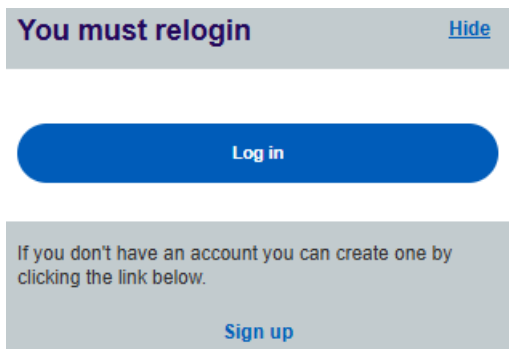 You must relogin
Hide
Log in
If you don't have an account you can create one by
clicking the link below.
Sign up